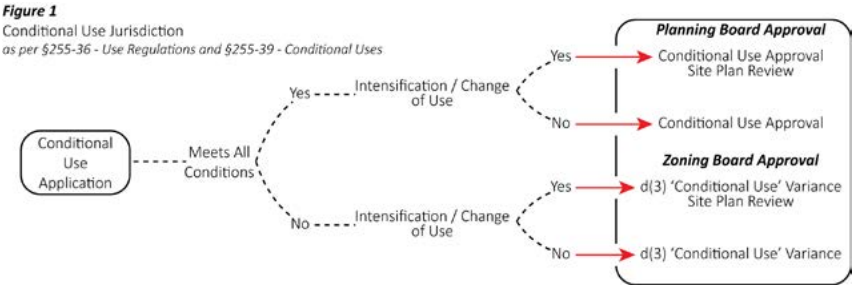 Figure 1
Conditional Use Jurisdiction
as per §255-36 - Use Regulations and §255-39 - Conditional Uses
Conditional
Use
Application
Meets All
Conditions
Yes
Intensification / Change
of Use
Yes
No
No
Intensification / Change
of Use
Yes
No
Planning Board Approval
Conditional Use Approval
Site Plan Review
Conditional Use Approval
Zoning Board Approval
d(3) ‘Conditional Use’ Variance
Site Plan Review
d(3) ‘Conditional Use’ Variance